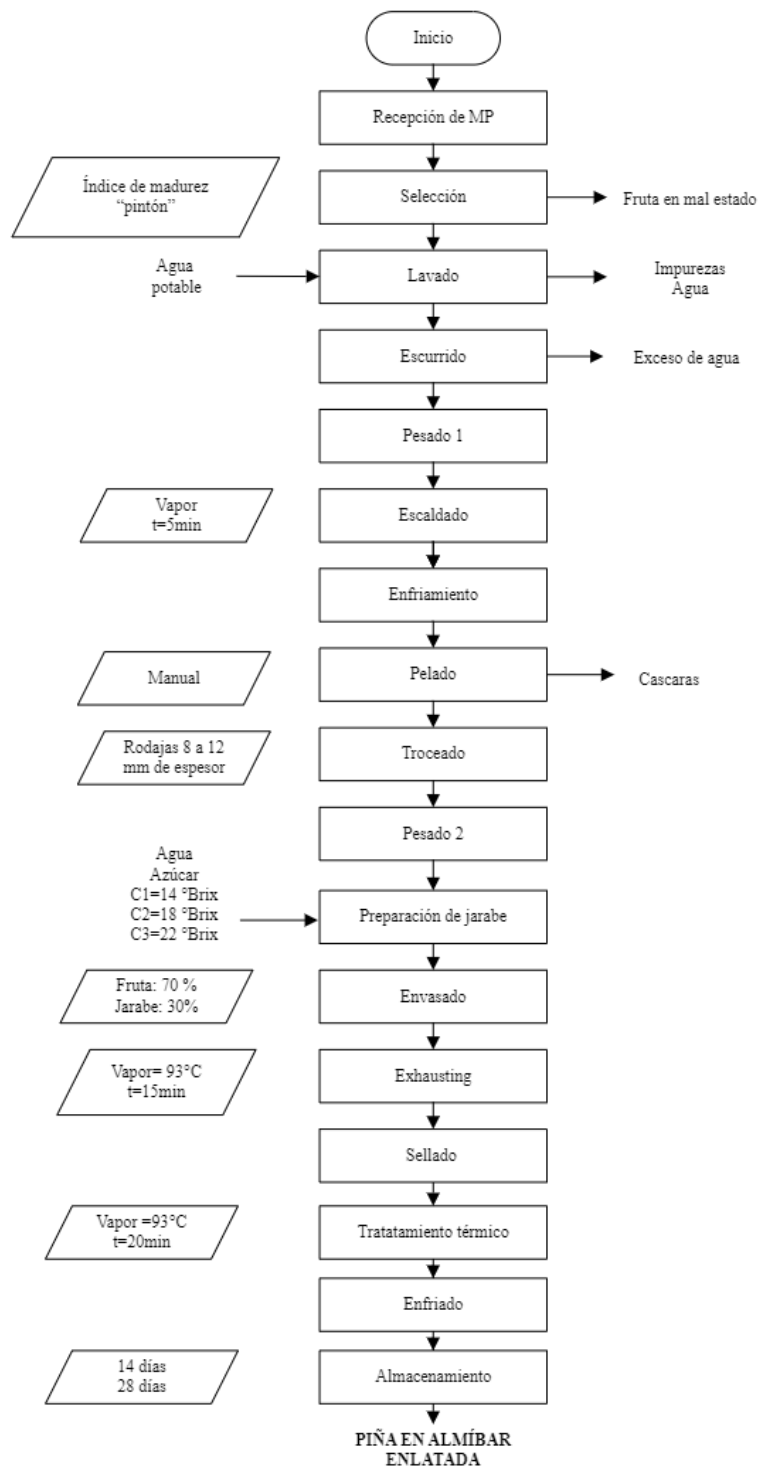 Inicio
Recepción de MP
Índice de madurez
“pintón”
Selección
Fruta en mal estado
Agua
potable
Lavado
Impurezas
Agua
Escurrido
Exceso de agua
Pesado 1
Vapor
t=5min
Escaldado
Enfriamiento
Manual
Pelado
Cascaras
Rodajas 8 a 12
mm de espesor
Troceado
Pesado 2
Agua
Azúcar
C1=14 °Brix
C2=18 °Brix
C3=22 °Brix
Preparación de jarabe
Fruta: 70 %
Jarabe: 30%
Envasado
Vapor= 93°C
t=15min
Exhausting
Sellado
Vapor =93°C
t=20min
Tratatamiento térmico
Enfriado
14 días
28 días
Almacenamiento
PIÑA EN ALMÍBAR
ENLATADA